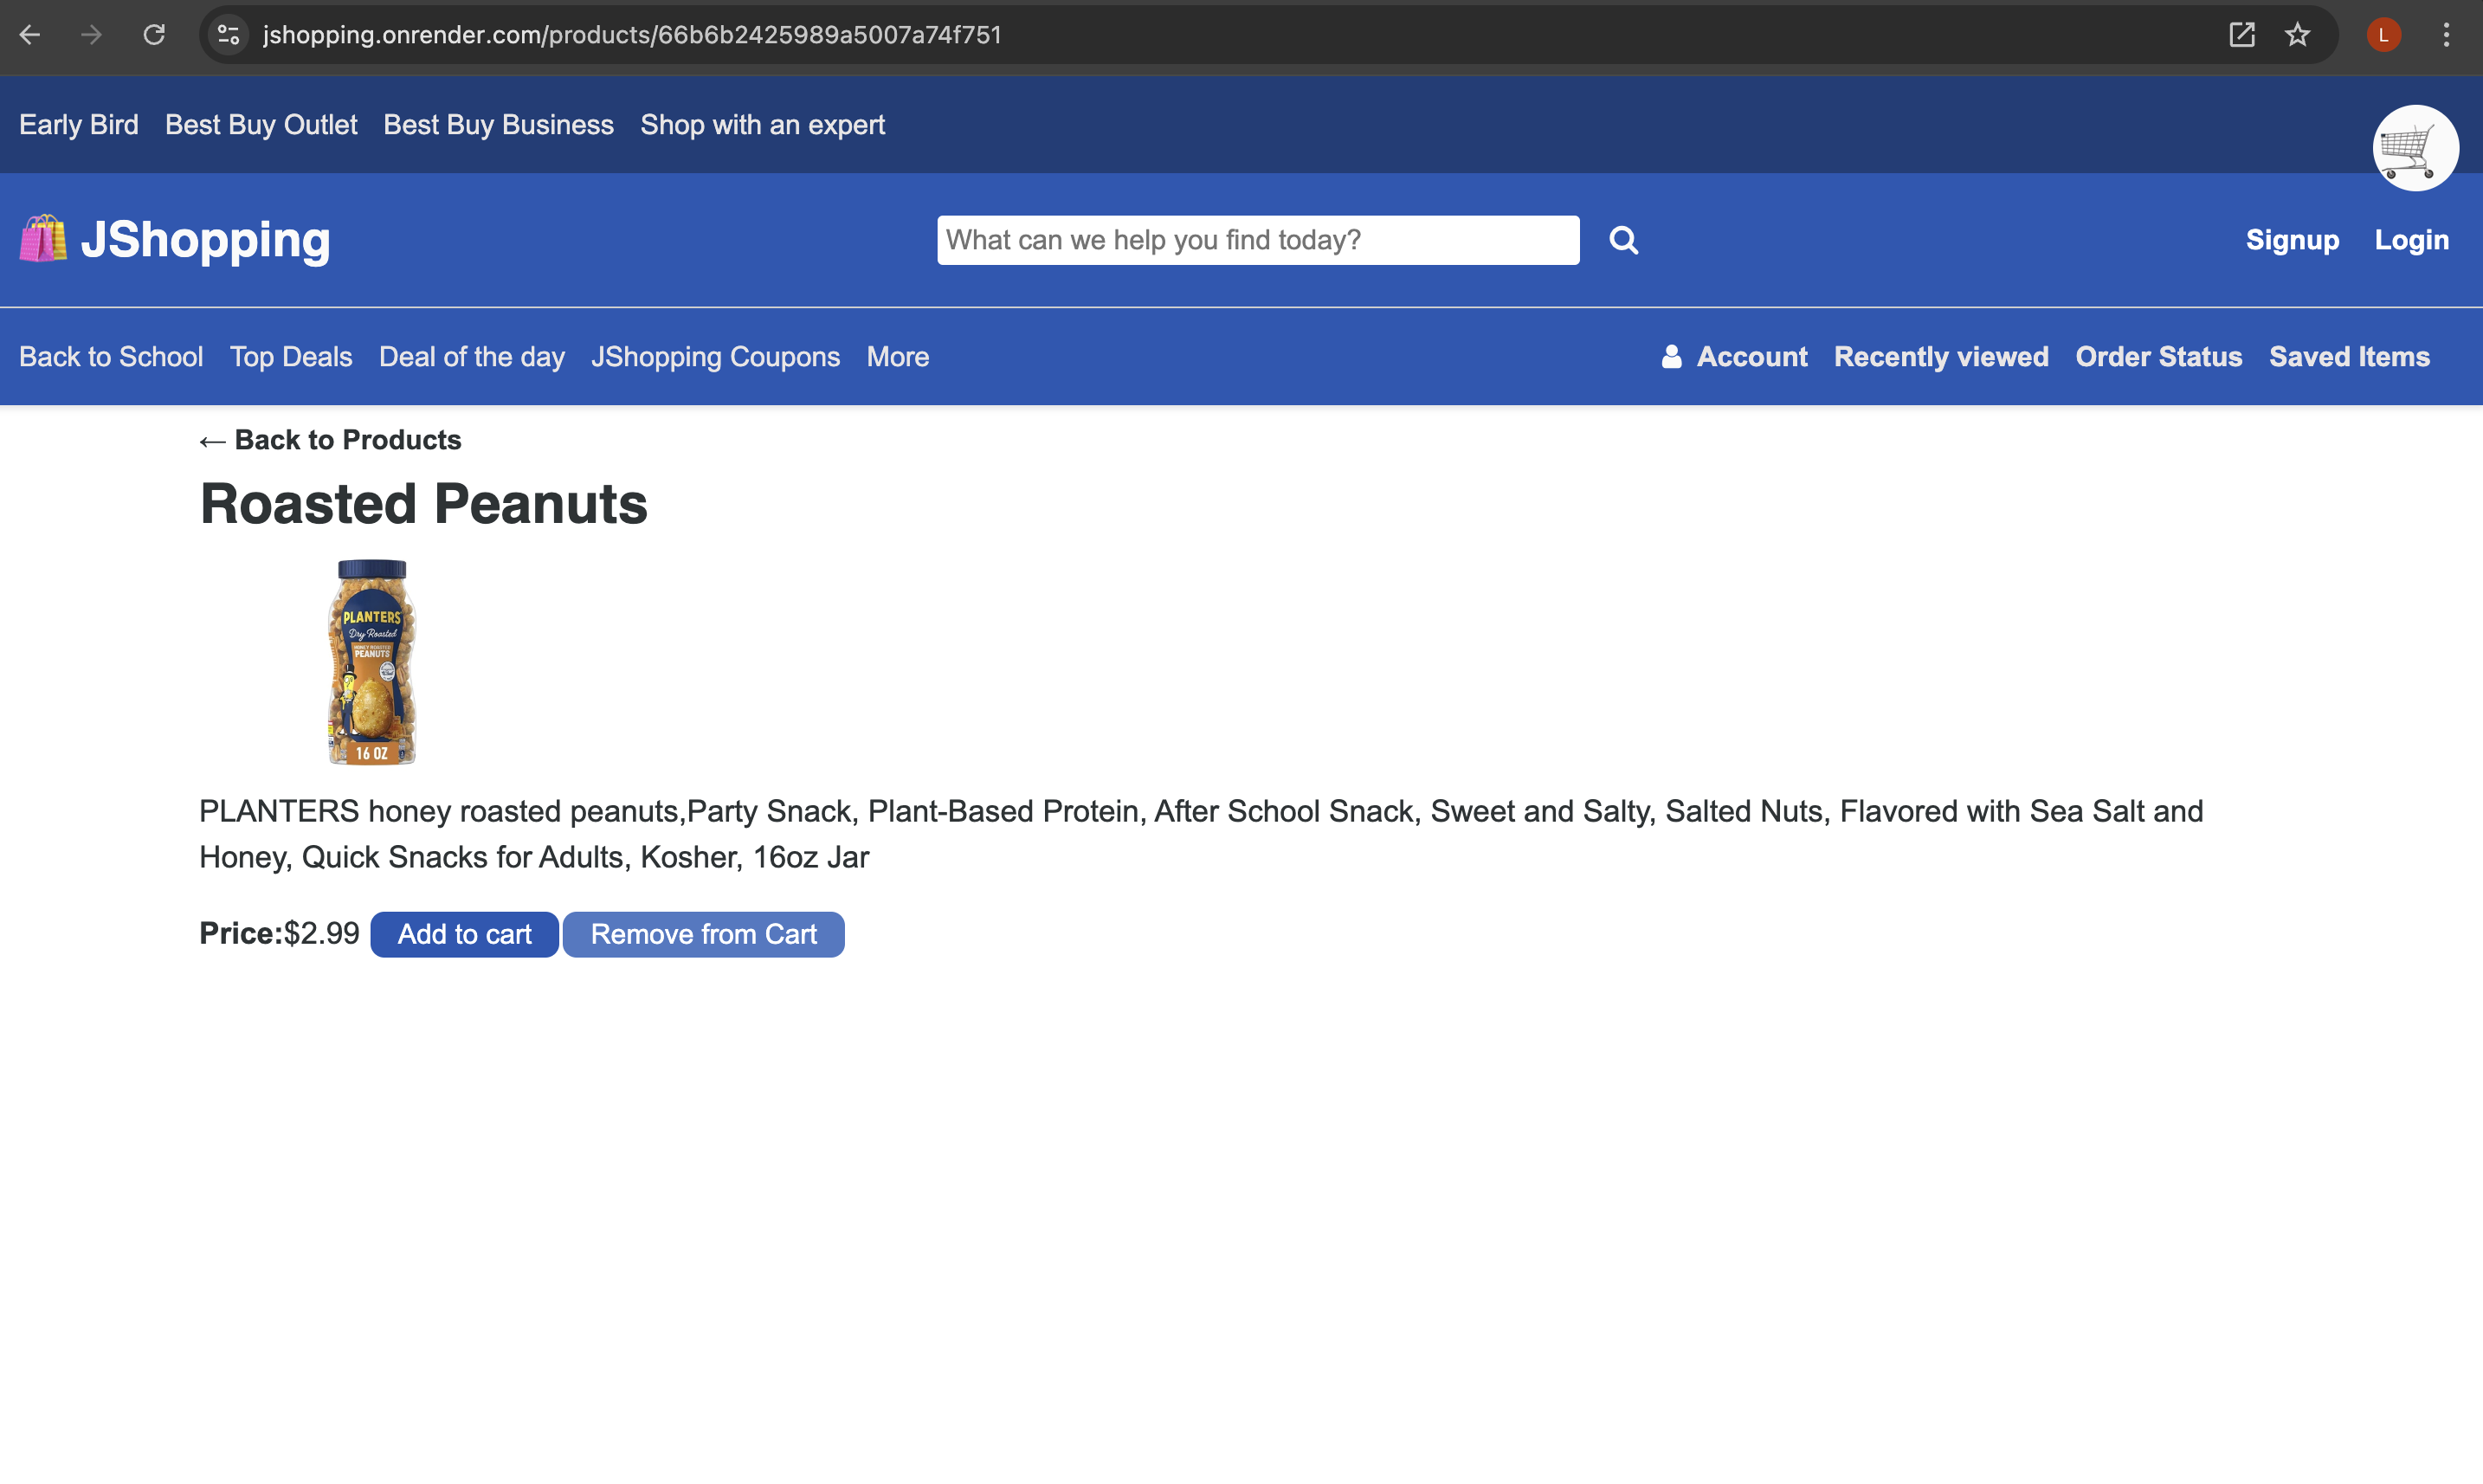 jshopping.onrender.com/products/66b6b2425989a5007a74f751
L
Early Bird Best Buy Outlet Best Buy Business Shop with an expert
JShopping
What can we help you find today?
Signup Login
Back to School Top Deals Deal of the day JShopping Coupons More
Account Recently viewed Order Status Saved Items
← Back to Products
Roasted Peanuts
PLANTERS
Dry Roasted
HONEY ROASTED
PEANUTS
16 OZ
PLANTERS honey roasted peanuts,Party Snack, Plant-Based Protein, After School Snack, Sweet and Salty, Salted Nuts, Flavored with Sea Salt and
Honey, Quick Snacks for Adults, Kosher, 16oz Jar
Price:$2.99 Add to cart Remove from Cart